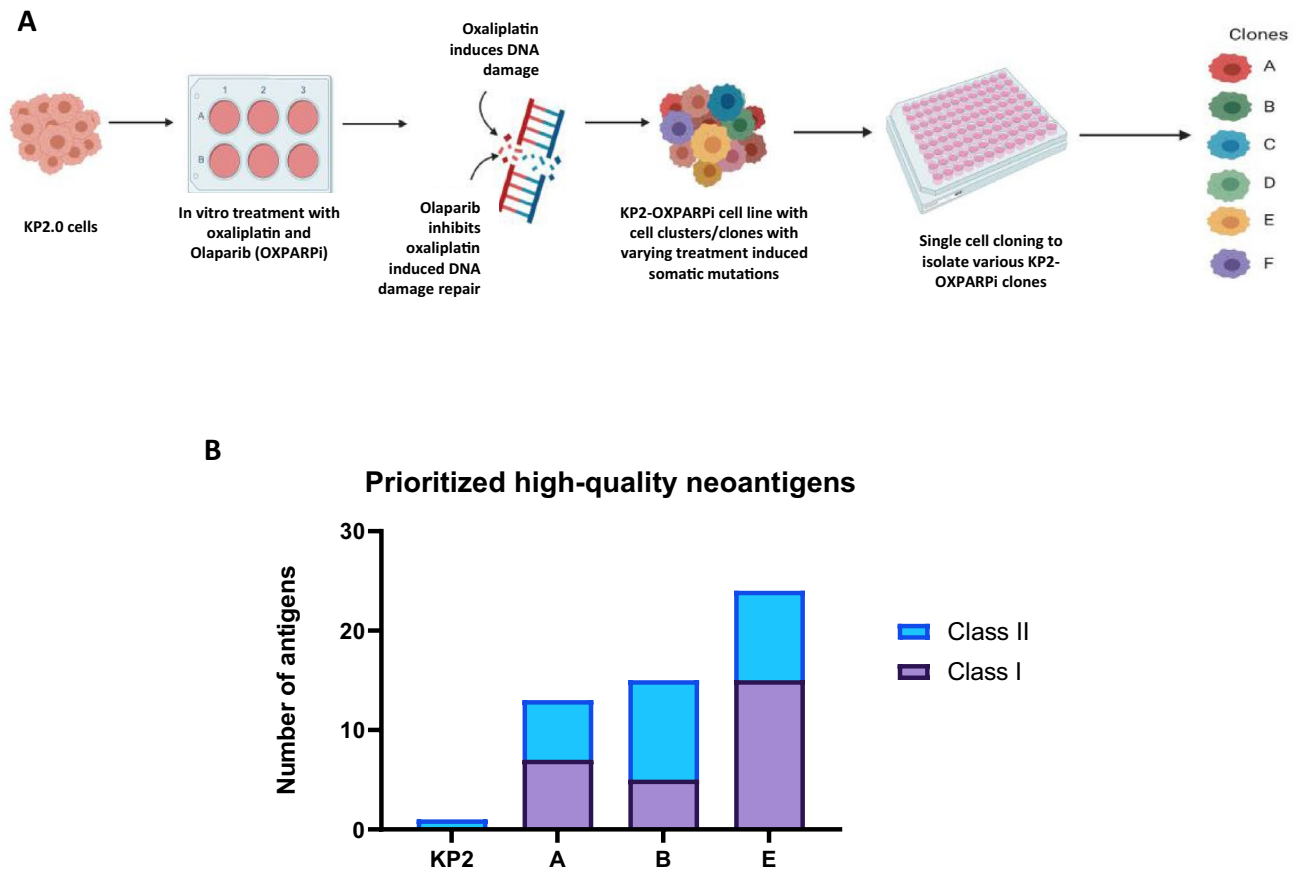 A
KP2.0 cells
1 2 3
A
B
In vitro treatment with
oxaliplatin and
Olaparib (OXPARPi)
Oxaliplatin
induces DNA
damage
Olaparib
inhibits
oxaliplatin
induced DNA
damage repair
KP2-OXPARPi cell line with
cell clusters/clones with
varying treatment induced
somatic mutations
Single cell cloning to
isolate various KP2-
OXPARPi clones
Clones
A
B
C
D
E
F
B
Prioritized high-quality neoantigens
Number of antigens
30
20
10
0
KP2 A B E
Class II
Class I